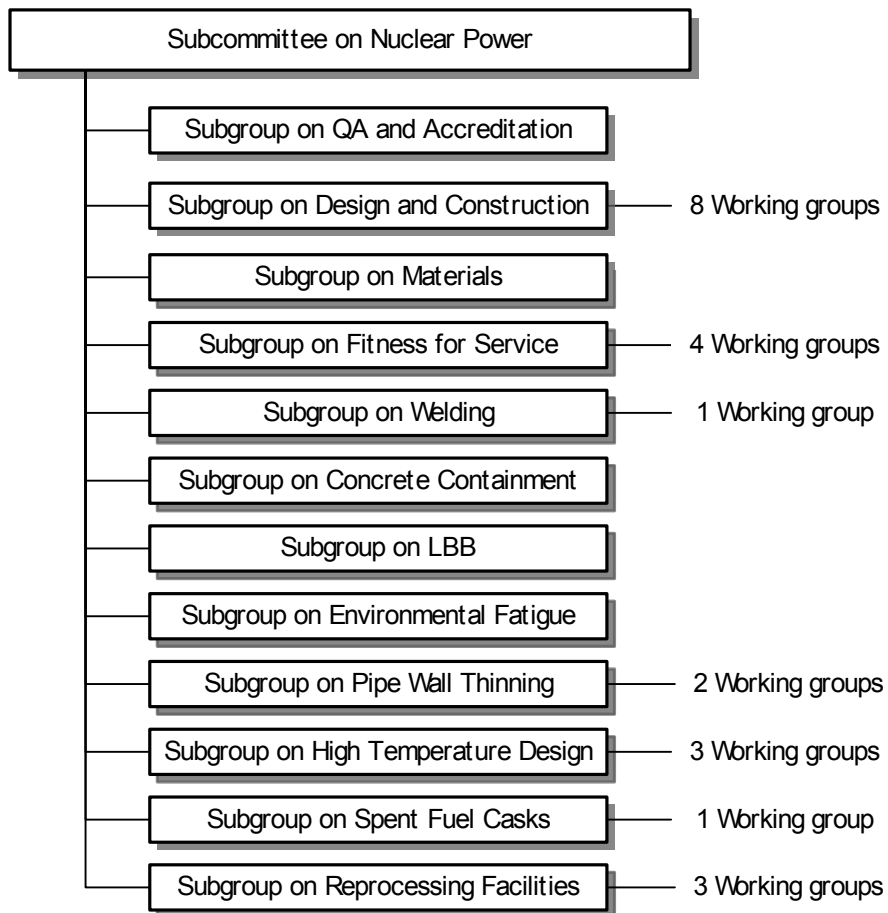 Subcommittee on Nuclear Power
Subgroup on QA and Accreditation
Subgroup on Design and Construction 8 Working groups
Subgroup on Materials
Subgroup on Fitness for Service 4 Working groups
Subgroup on Welding 1 Working group
Subgroup on Concrete Containment
Subgroup on LBB
Subgroup on Environmental Fatigue
Subgroup on Pipe Wall Thinning 2 Working groups
Subgroup on High Temperature Design 3 Working groups
Subgroup on Spent Fuel Casks 1 Working group
Subgroup on Reprocessing Facilities 3 Working groups